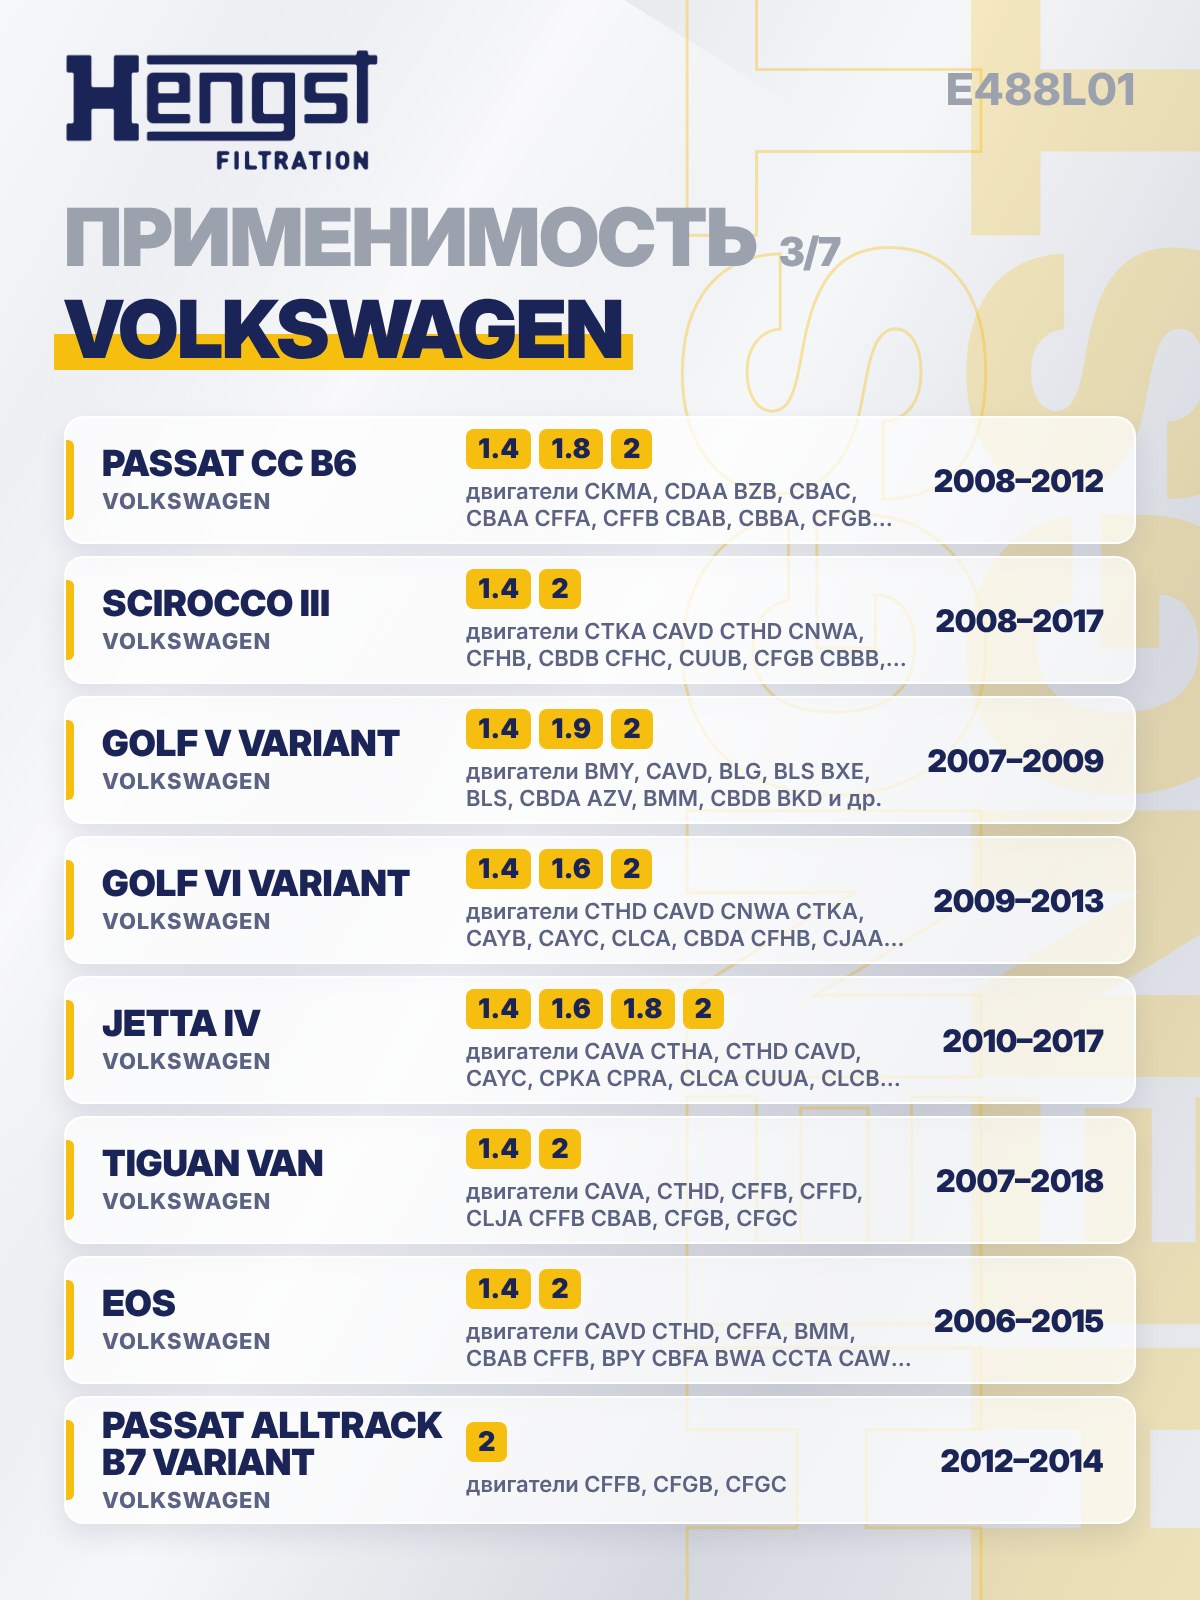 Hengst
FILTRATION
E488L01
ПРИМЕНИМОСТЬ 3/7
VOLKSWAGEN
PASSAT CC B6
VOLKSWAGEN
1.4 1.8 2
двигатели CKMA, CDAA BZB, CBAC,
CBAA CFFA, CFFB CBAB, CBBA, CFGB...
2008–2012
SCIROCCO III
VOLKSWAGEN
1.4 2
двигатели CTKA CAVD CTHD CNWA,
CFHB, CBDB CFHC, CUUB, CFGB CBBB,...
2008–2017
GOLF V VARIANT
VOLKSWAGEN
1.4 1.9 2
двигатели BMY, CAVD, BLG, BLS BXE,
BLS, CBDA AZV, BMM, CBDB BKD и др.
2007–2009
GOLF VI VARIANT
VOLKSWAGEN
1.4 1.6 2
двигатели CTHD CAVD CNWA CTKA,
CAYB, CAYC, CLCA, CBDA CFHB, CJAA...
2009–2013
JETTA IV
VOLKSWAGEN
1.4 1.6 1.8 2
двигатели CAVA CTHA, CTHD CAVD,
CAYC, CPKA CPRA, CLCA CUUA, CLCB...
2010–2017
TIGUAN VAN
VOLKSWAGEN
1.4 2
двигатели CAVA, CTHD, CFFB, CFFD,
CLJA CFFB CBAB, CFGB, CFGC
2007–2018
EOS
VOLKSWAGEN
1.4 2
двигатели CAVD CTHD, CFFA, BMM,
CBAB CFFB, BPY CBFA BWA CCTA CAW...
2006–2015
PASSAT ALLTRACK
B7 VARIANT
VOLKSWAGEN
2
двигатели CFFB, CFGB, CFGC
2012–2014
HENGST
HENGST